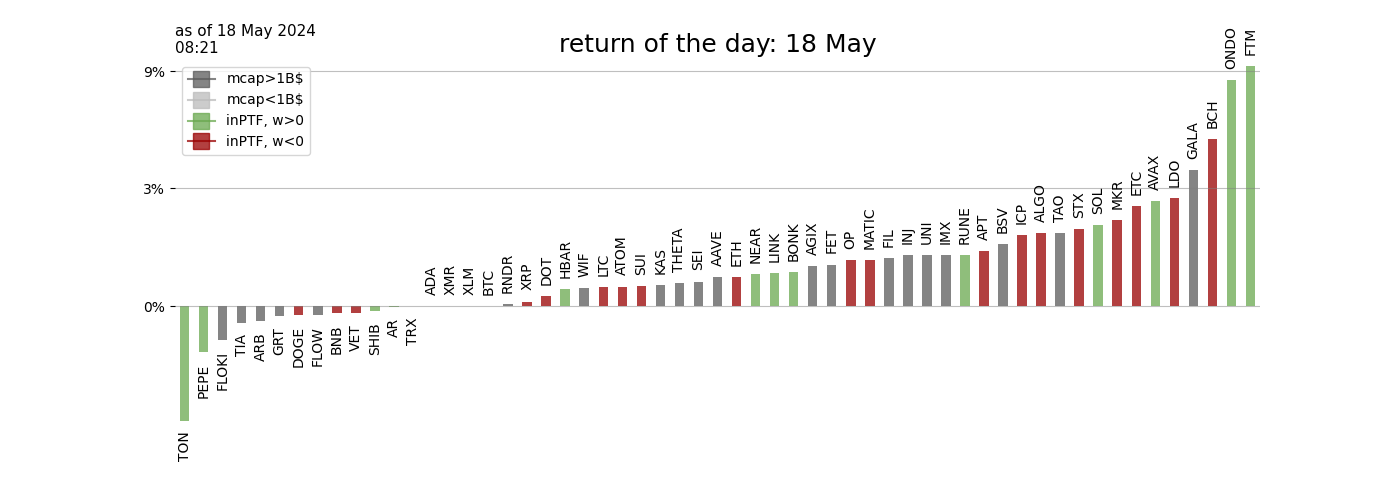 as of 18 May 2024
08:21
return of the day: 18 May
mcap>1B$
mcap<1B$
inPTF, w>0
inPTF, w<0
9%
3%
0%
TON
PEPE
FLOKI
TIA
ARB
GRT
DOGE
FLOW
BNB
VET
SHIB
AR
TRX
ADA
XMR
XLM
BTC
RNDR
XRP
DOT
HBAR
WIF
LTC
ATOM
SUI
KAS
THETA
SEI
AAVE
ETH
NEAR
LINK
BONK
AGIX
FET
OP
MATIC
FIL
INJ
UNI
IMX
RUNE
APT
BSV
ICP
ALGO
TAO
STX
SOL
MKR
ETC
AVAX
LDO
GALA
BCH
ONDO
FTM